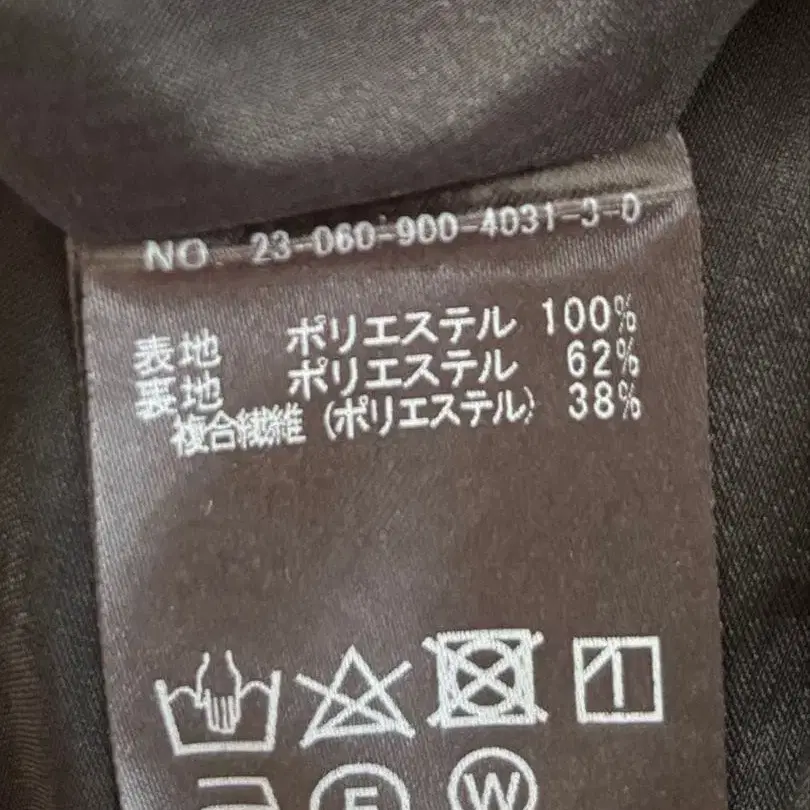 NO 23-060-900-4031-3-0
表地 ポリエステル 100%
裏地 ポリエステル 62%
複合繊維 (ポリエステル) 38%
F W